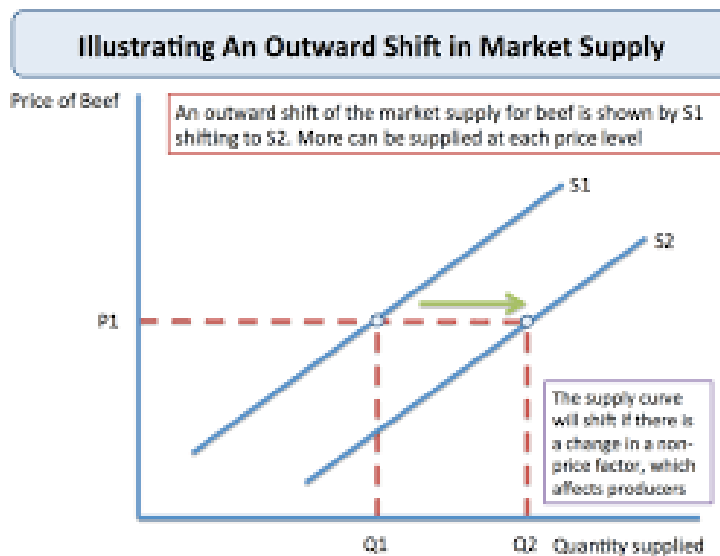 Illustrating An Outward Shift in Market Supply
Price of Beef
An outward shift of the market supply for beef is shown by S1
shifting to S2. More can be supplied at each price level
S1
S2
P1
The supply curve
will shift if there is
a change in a non-
price factor, which
affects producers
Q1
Q2
Quantity supplied